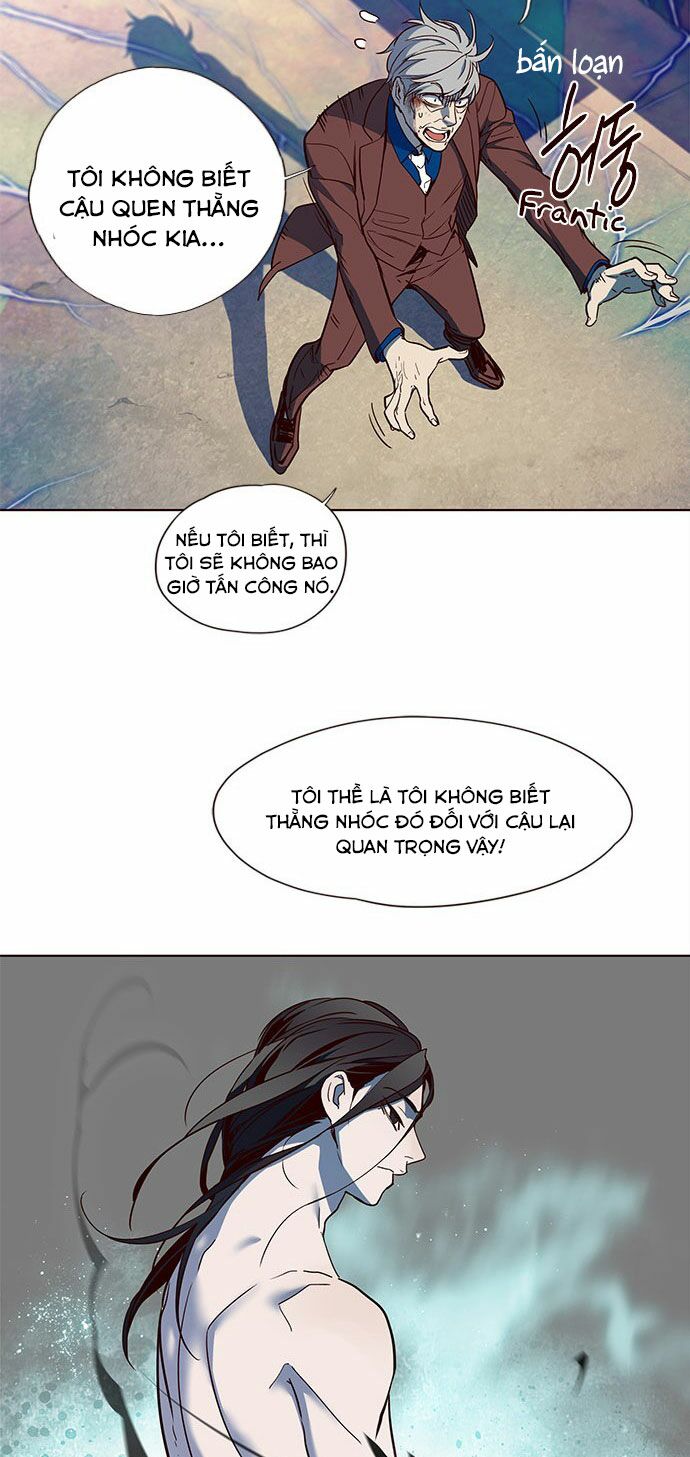 bấn loạn
허둥
Frantic
TÔI KHÔNG BIẾT
CẬU QUEN THẰNG
NHÓC KIA...
NẾU TÔI BIẾT, THÌ
TÔI SẼ KHÔNG BAO
GIỜ TẤN CÔNG NÓ.
TÔI THỀ LÀ TÔI KHÔNG BIẾT
THẰNG NHÓC ĐÓ ĐỐI VỚI CẬU LẠI
QUAN TRỌNG VẬY!